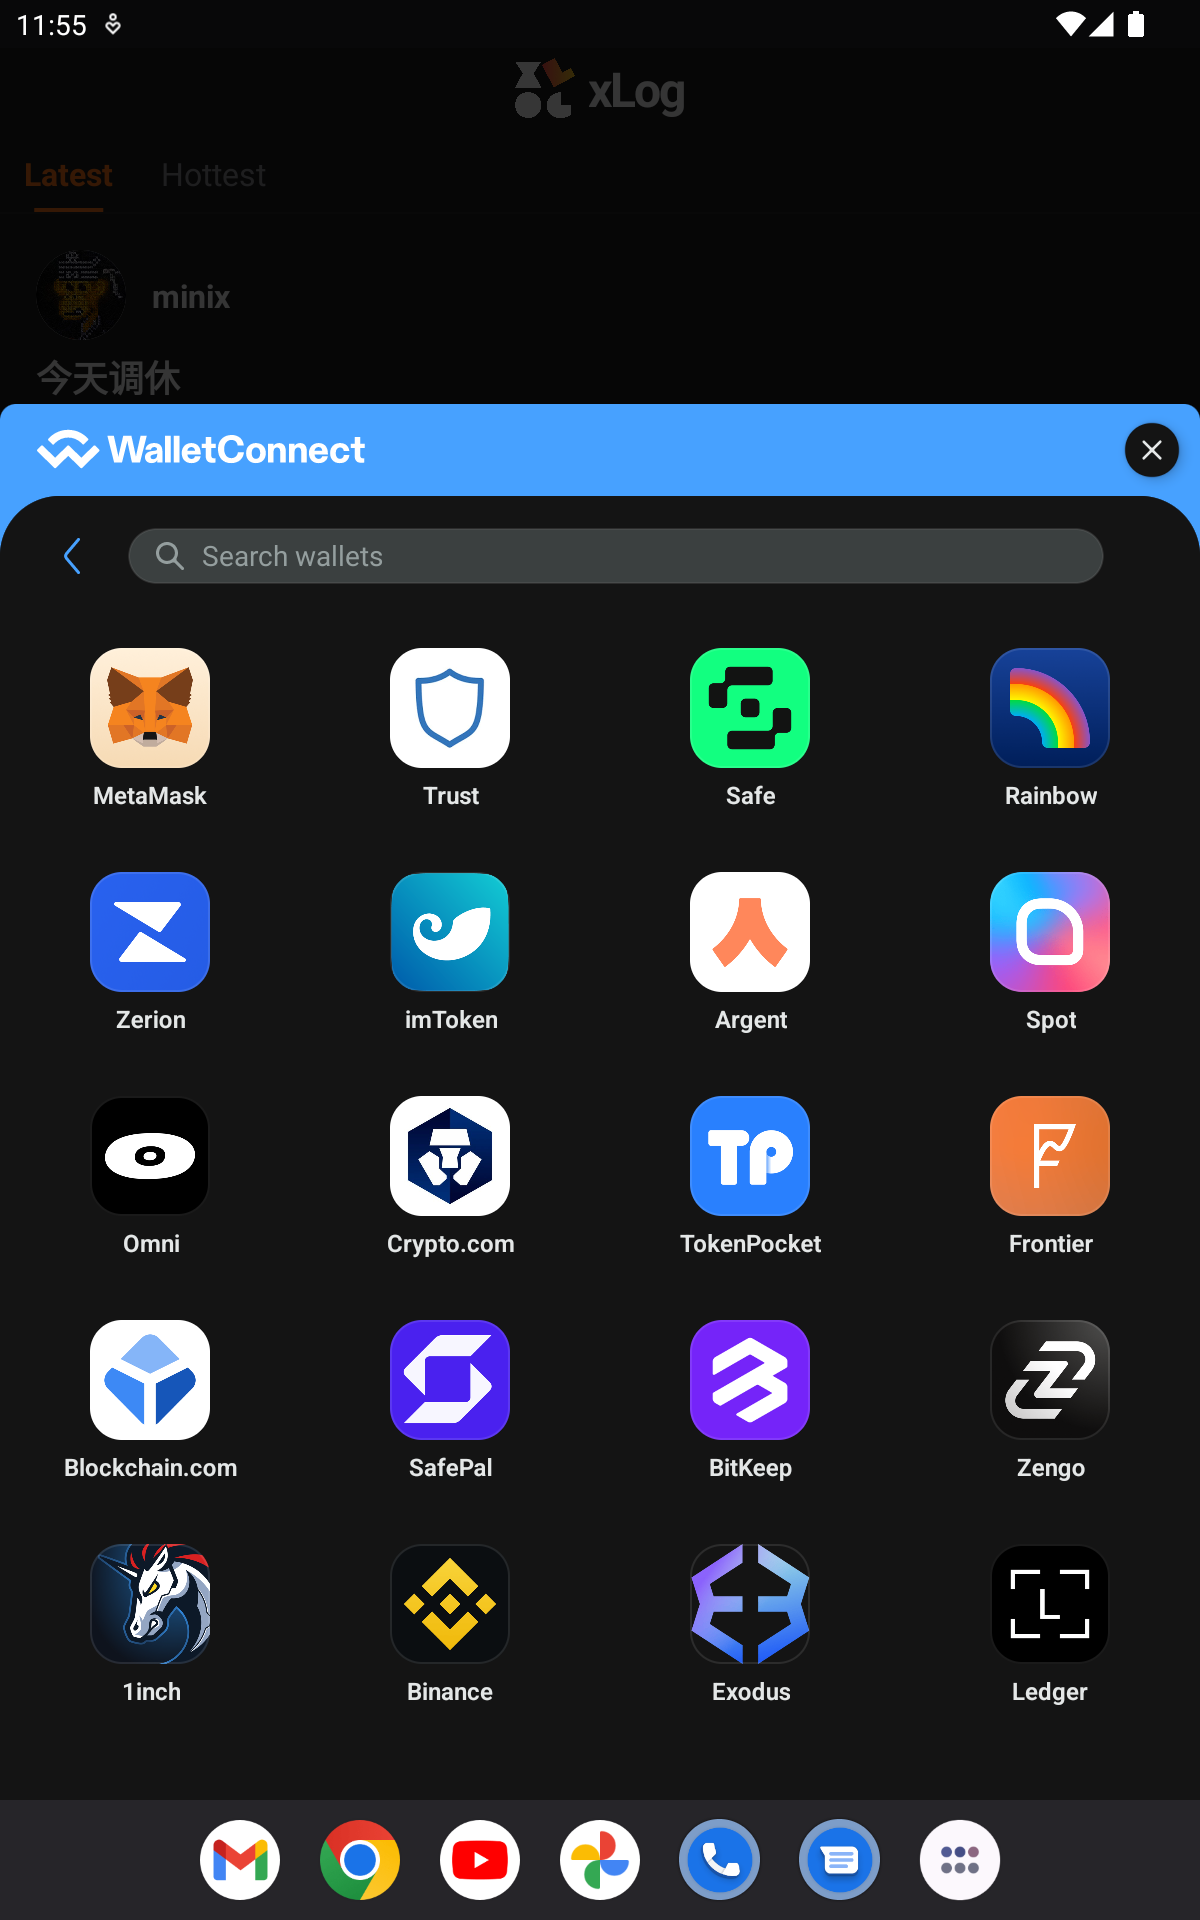 11:55
xLog
Latest Hottest
minix
今天调休
WalletConnect
Search wallets
MetaMask Trust Safe Rainbow
Zerion imToken Argent Spot
TP
Omni Crypto.com TokenPocket Frontier
Blockchain.com SafePal BitKeep Zengo
L
1inch Binance Exodus Ledger